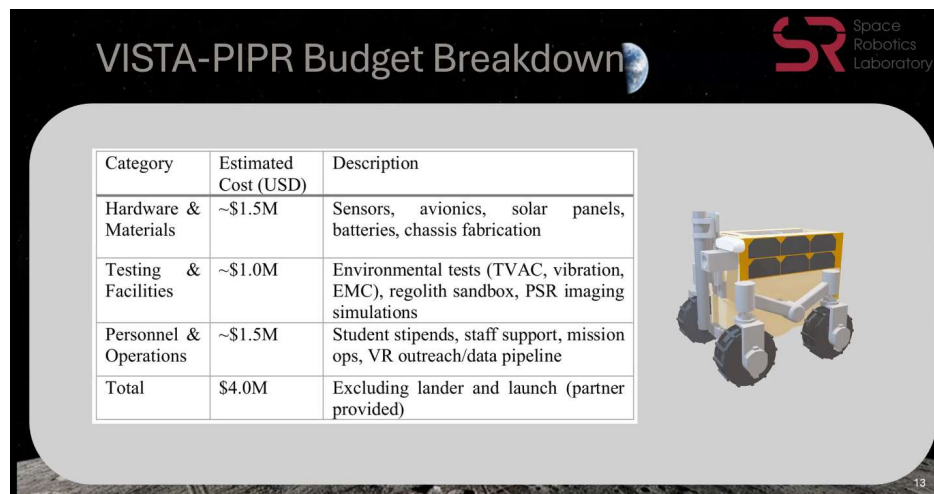 VISTA-PIPR Budget Breakdown
SR
Space
Robotics
Laboratory
Category
Estimated
Cost (USD)
Description
Hardware &
Materials
~$1.5M
Sensors, avionics, solar panels,
batteries, chassis fabrication
Testing &
Facilities
~$1.0M
Environmental tests (TVAC, vibration,
EMC), regolith sandbox, PSR imaging
simulations
Personnel &
Operations
~$1.5M
Student stipends, staff support, mission
ops, VR outreach/data pipeline
Total
$4.0M
Excluding lander and launch (partner
provided)
13